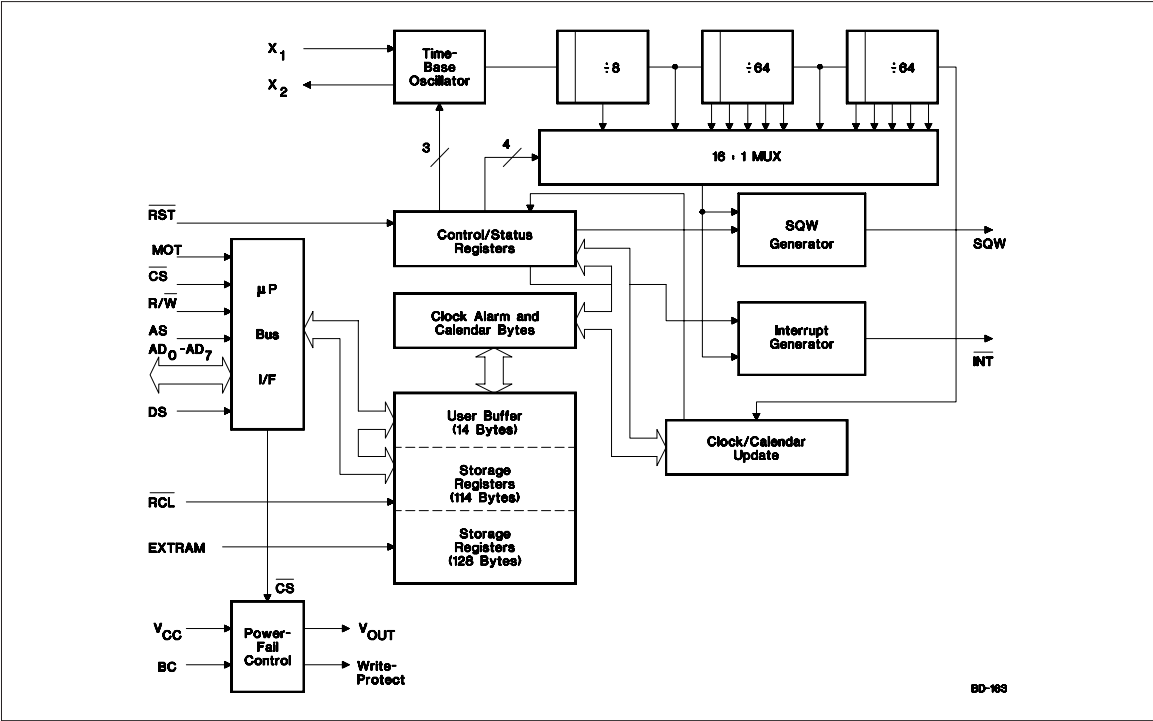 X1
X2
Time-
Base
Oscillator
÷8
÷64
÷64
3
4
16 : 1 MUX
RST
MOT
CS
R/W
AS
AD0-AD7
DS
µP
Bus
I/F
Control/Status
Registers
SQW
Generator
SQW
Clock Alarm and
Calendar Bytes
Interrupt
Generator
INT
User Buffer
(14 Bytes)
Clock/Calendar
Update
Storage
Registers
(114 Bytes)
RCL
EXTRAM
Storage
Registers
(128 Bytes)
CS
VCC
BC
Power-
Fail
Control
VOUT
Write-
Protect
BD-163